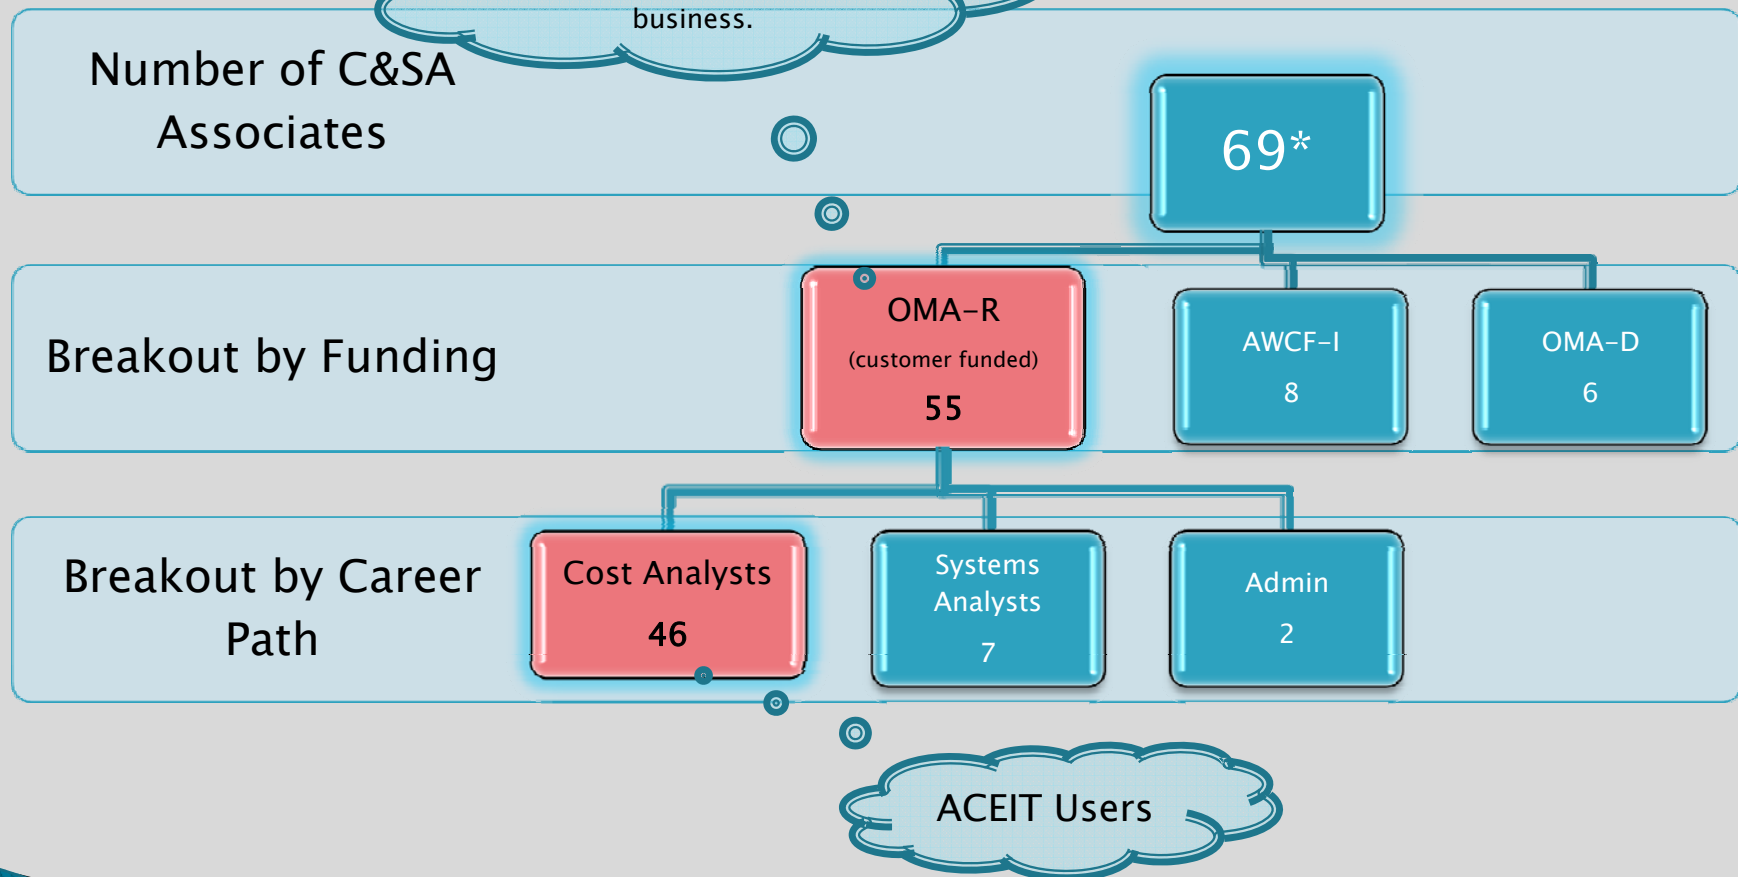 business.
Number of C&SA
Associates
69*
Breakout by Funding
OMA-R
(customer funded)
55
AWCF-I
8
OMA-D
6
Breakout by Career
Path
Cost Analysts
46
Systems
Analysts
7
Admin
2
ACEIT Users